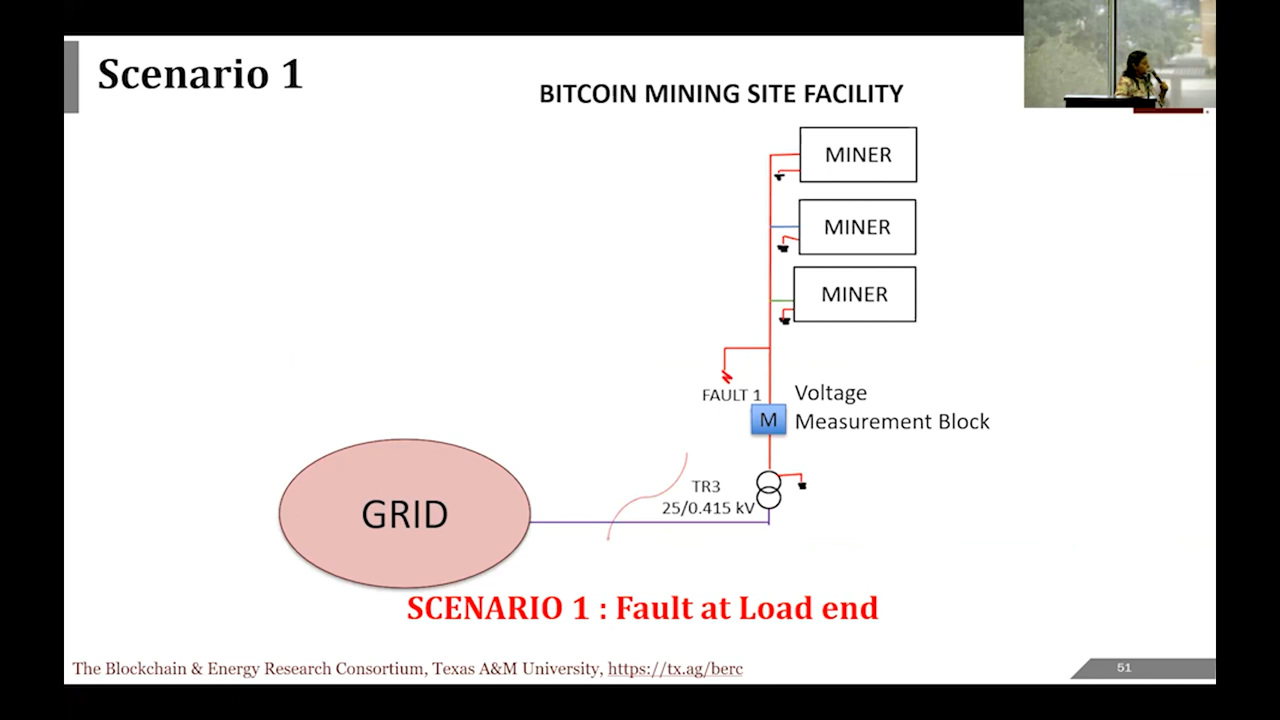 Scenario 1
BITCOIN MINING SITE FACILITY
MINER
MINER
MINER
FAULT 1
M
Voltage
Measurement Block
GRID
TR3
25/0.415 kV
SCENARIO 1 : Fault at Load end
The Blockchain & Energy Research Consortium, Texas A&M University, https://tx.ag/berc
51